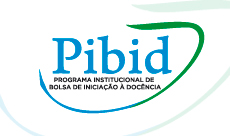 Pibid
PROGRAMA INSTITUCIONAL DE
BOLSA DE INICIAÇÃO À DOCÊNCIA